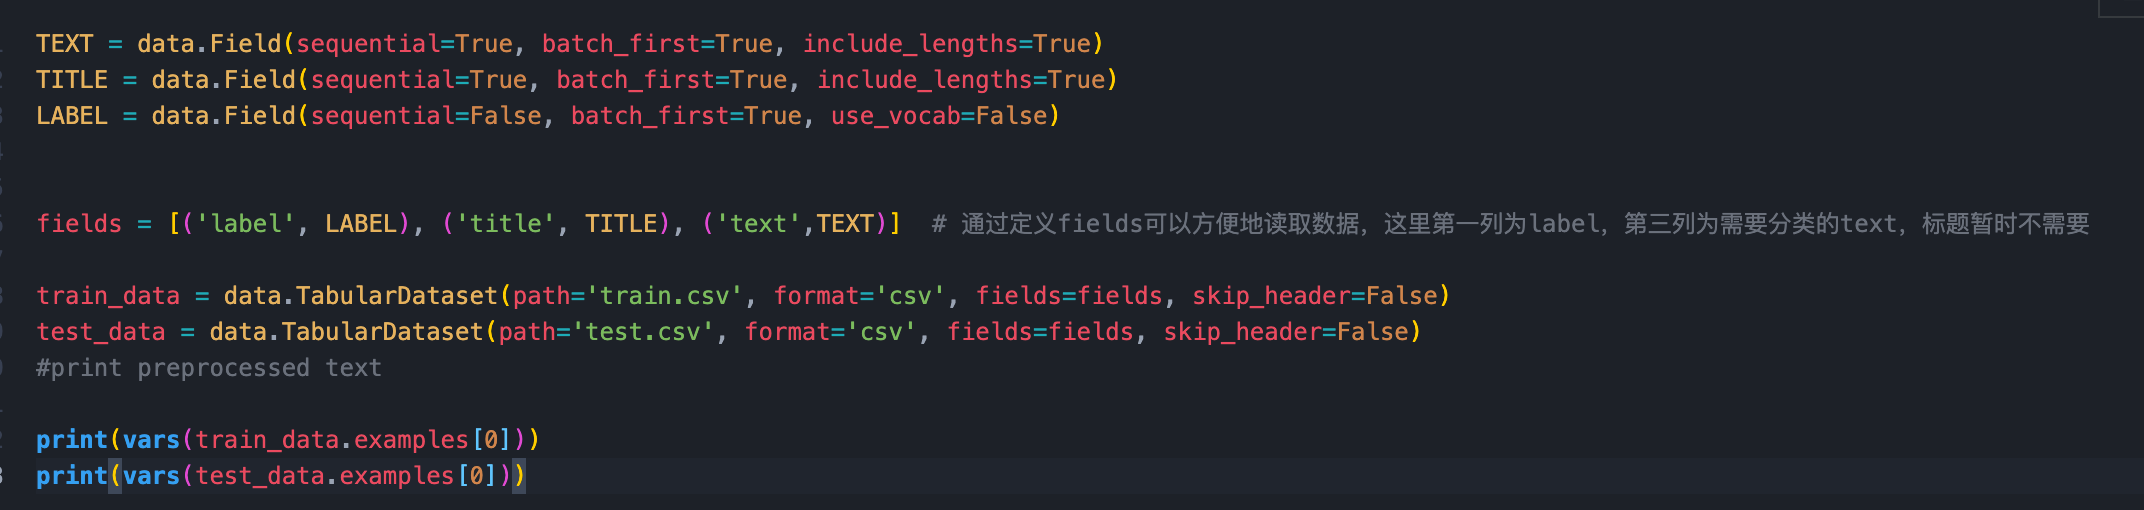 TEXT = data.Field(sequential=True, batch_first=True, include_lengths=True)
TITLE = data.Field(sequential=True, batch_first=True, include_lengths=True)
LABEL = data.Field(sequential=False, batch_first=True, use_vocab=False)
fields = [('label', LABEL), ('title', TITLE), ('text',TEXT)]  # 通过定义fields可以方便地读取数据，这里第一列为label，第三列为需要分类的text，标题暂时不需要
train_data = data.TabularDataset(path='train.csv', format='csv', fields=fields, skip_header=False)
test_data = data.TabularDataset(path='test.csv', format='csv', fields=fields, skip_header=False)
#print preprocessed text
print(vars(train_data.examples[0]))
print(vars(test_data.examples[0]))